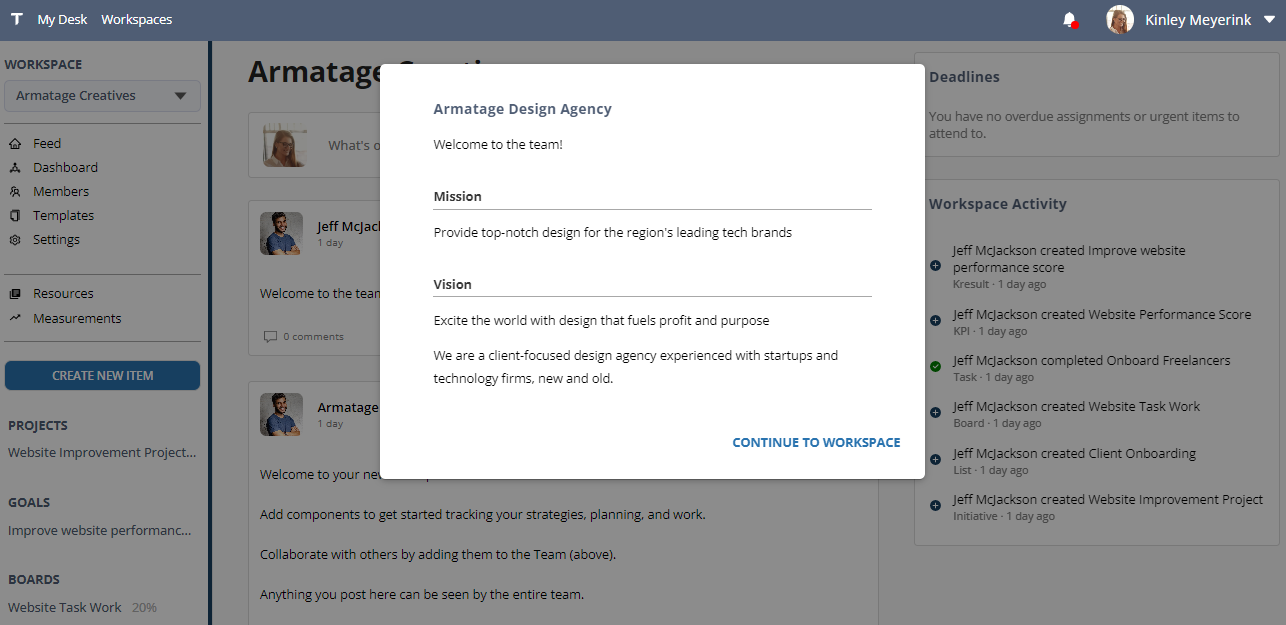 T My Desk Workspaces
Kinley Meyerink
WORKSPACE
Armatage Creatives
Feed
Dashboard
Members
Templates
Settings
Resources
Measurements
CREATE NEW ITEM
PROJECTS
Website Improvement Project...
GOALS
Improve website performanc...
BOARDS
Website Task Work 20%
Armatage
What's
Jeff
1 day
Welcome to the team
0 comments
Armatage
1 day
Welcome to your
Add components to get started tracking your strategies, planning, and work.
Collaborate with others by adding them to the Team (above).
Anything you post here can be seen by the entire team.
Armatage Design Agency
Welcome to the team!
Mission
Provide top-notch design for the region's leading tech brands
Vision
Excite the world with design that fuels profit and purpose
We are a client-focused design agency experienced with startups and
technology firms, new and old.
CONTINUE TO WORKSPACE
Deadlines
You have no overdue assignments or urgent items to
attend to.
Workspace Activity
Jeff McJackson created Improve website
performance score
Kresult · 1 day ago
Jeff McJackson created Website Performance Score
KPI · 1 day ago
Jeff McJackson completed Onboard Freelancers
Task · 1 day ago
Jeff McJackson created Website Task Work
Board · 1 day ago
Jeff McJackson created Client Onboarding
List · 1 day ago
Jeff McJackson created Website Improvement Project
Initiative · 1 day ago